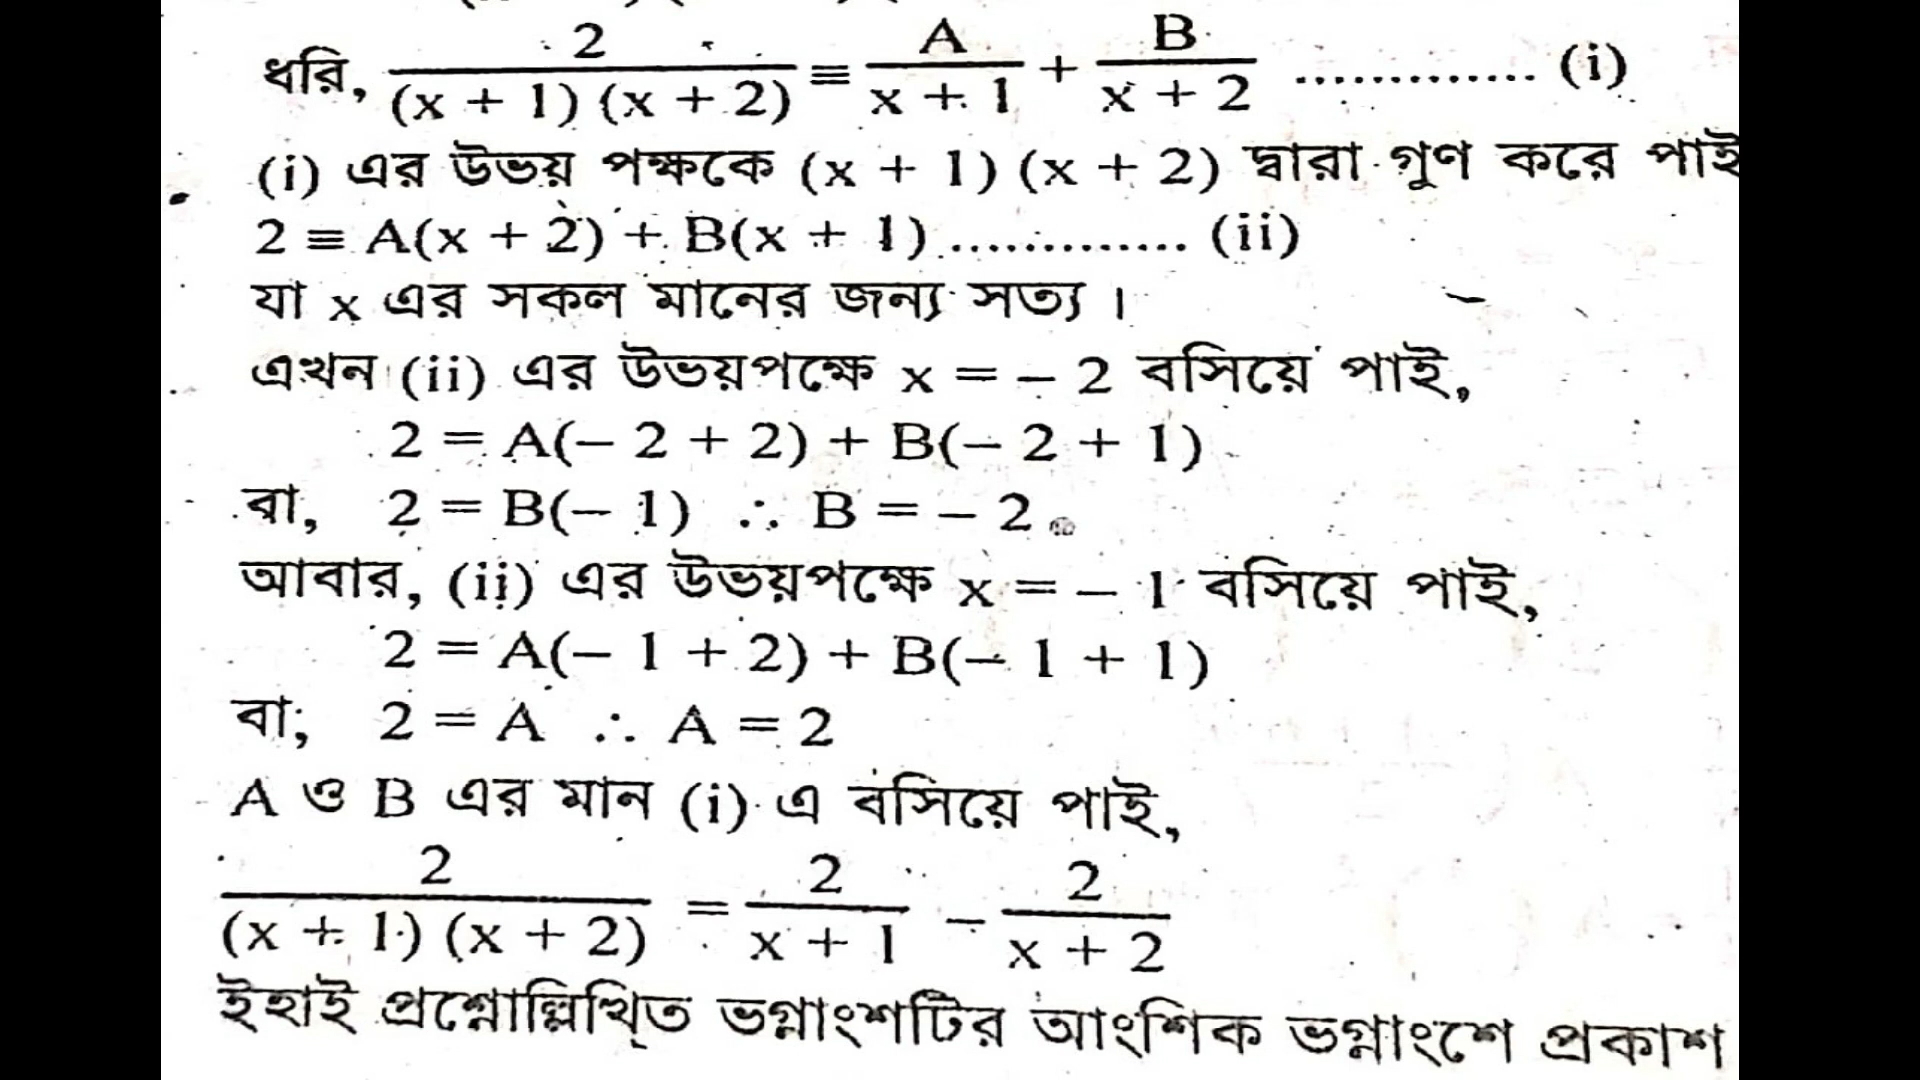 ধরি, 2/((x + 1) (x + 2)) ≡ A/(x + 1) + B/(x + 2) ............. (i)
(i) এর উভয় পক্ষকে (x + 1) (x + 2) দ্বারা গুণ করে পাই
2 ≡ A(x + 2) + B(x + 1) ............. (ii)
যা x এর সকল মানের জন্য সত্য।
এখন (ii) এর উভয়পক্ষে x = – 2 বসিয়ে পাই,
2 = A(– 2 + 2) + B(– 2 + 1)
বা, 2 = B(– 1) ∴ B = – 2
আবার, (ii) এর উভয়পক্ষে x = – 1 বসিয়ে পাই,
2 = A(– 1 + 2) + B(– 1 + 1)
বা, 2 = A ∴ A = 2
A ও B এর মান (i) এ বসিয়ে পাই,
2/((x + 1) (x + 2)) = 2/(x + 1) – 2/(x + 2)
ইহাই প্রশ্নোল্লিখিত ভগ্নাংশটির আংশিক ভগ্নাংশে প্রকাশ